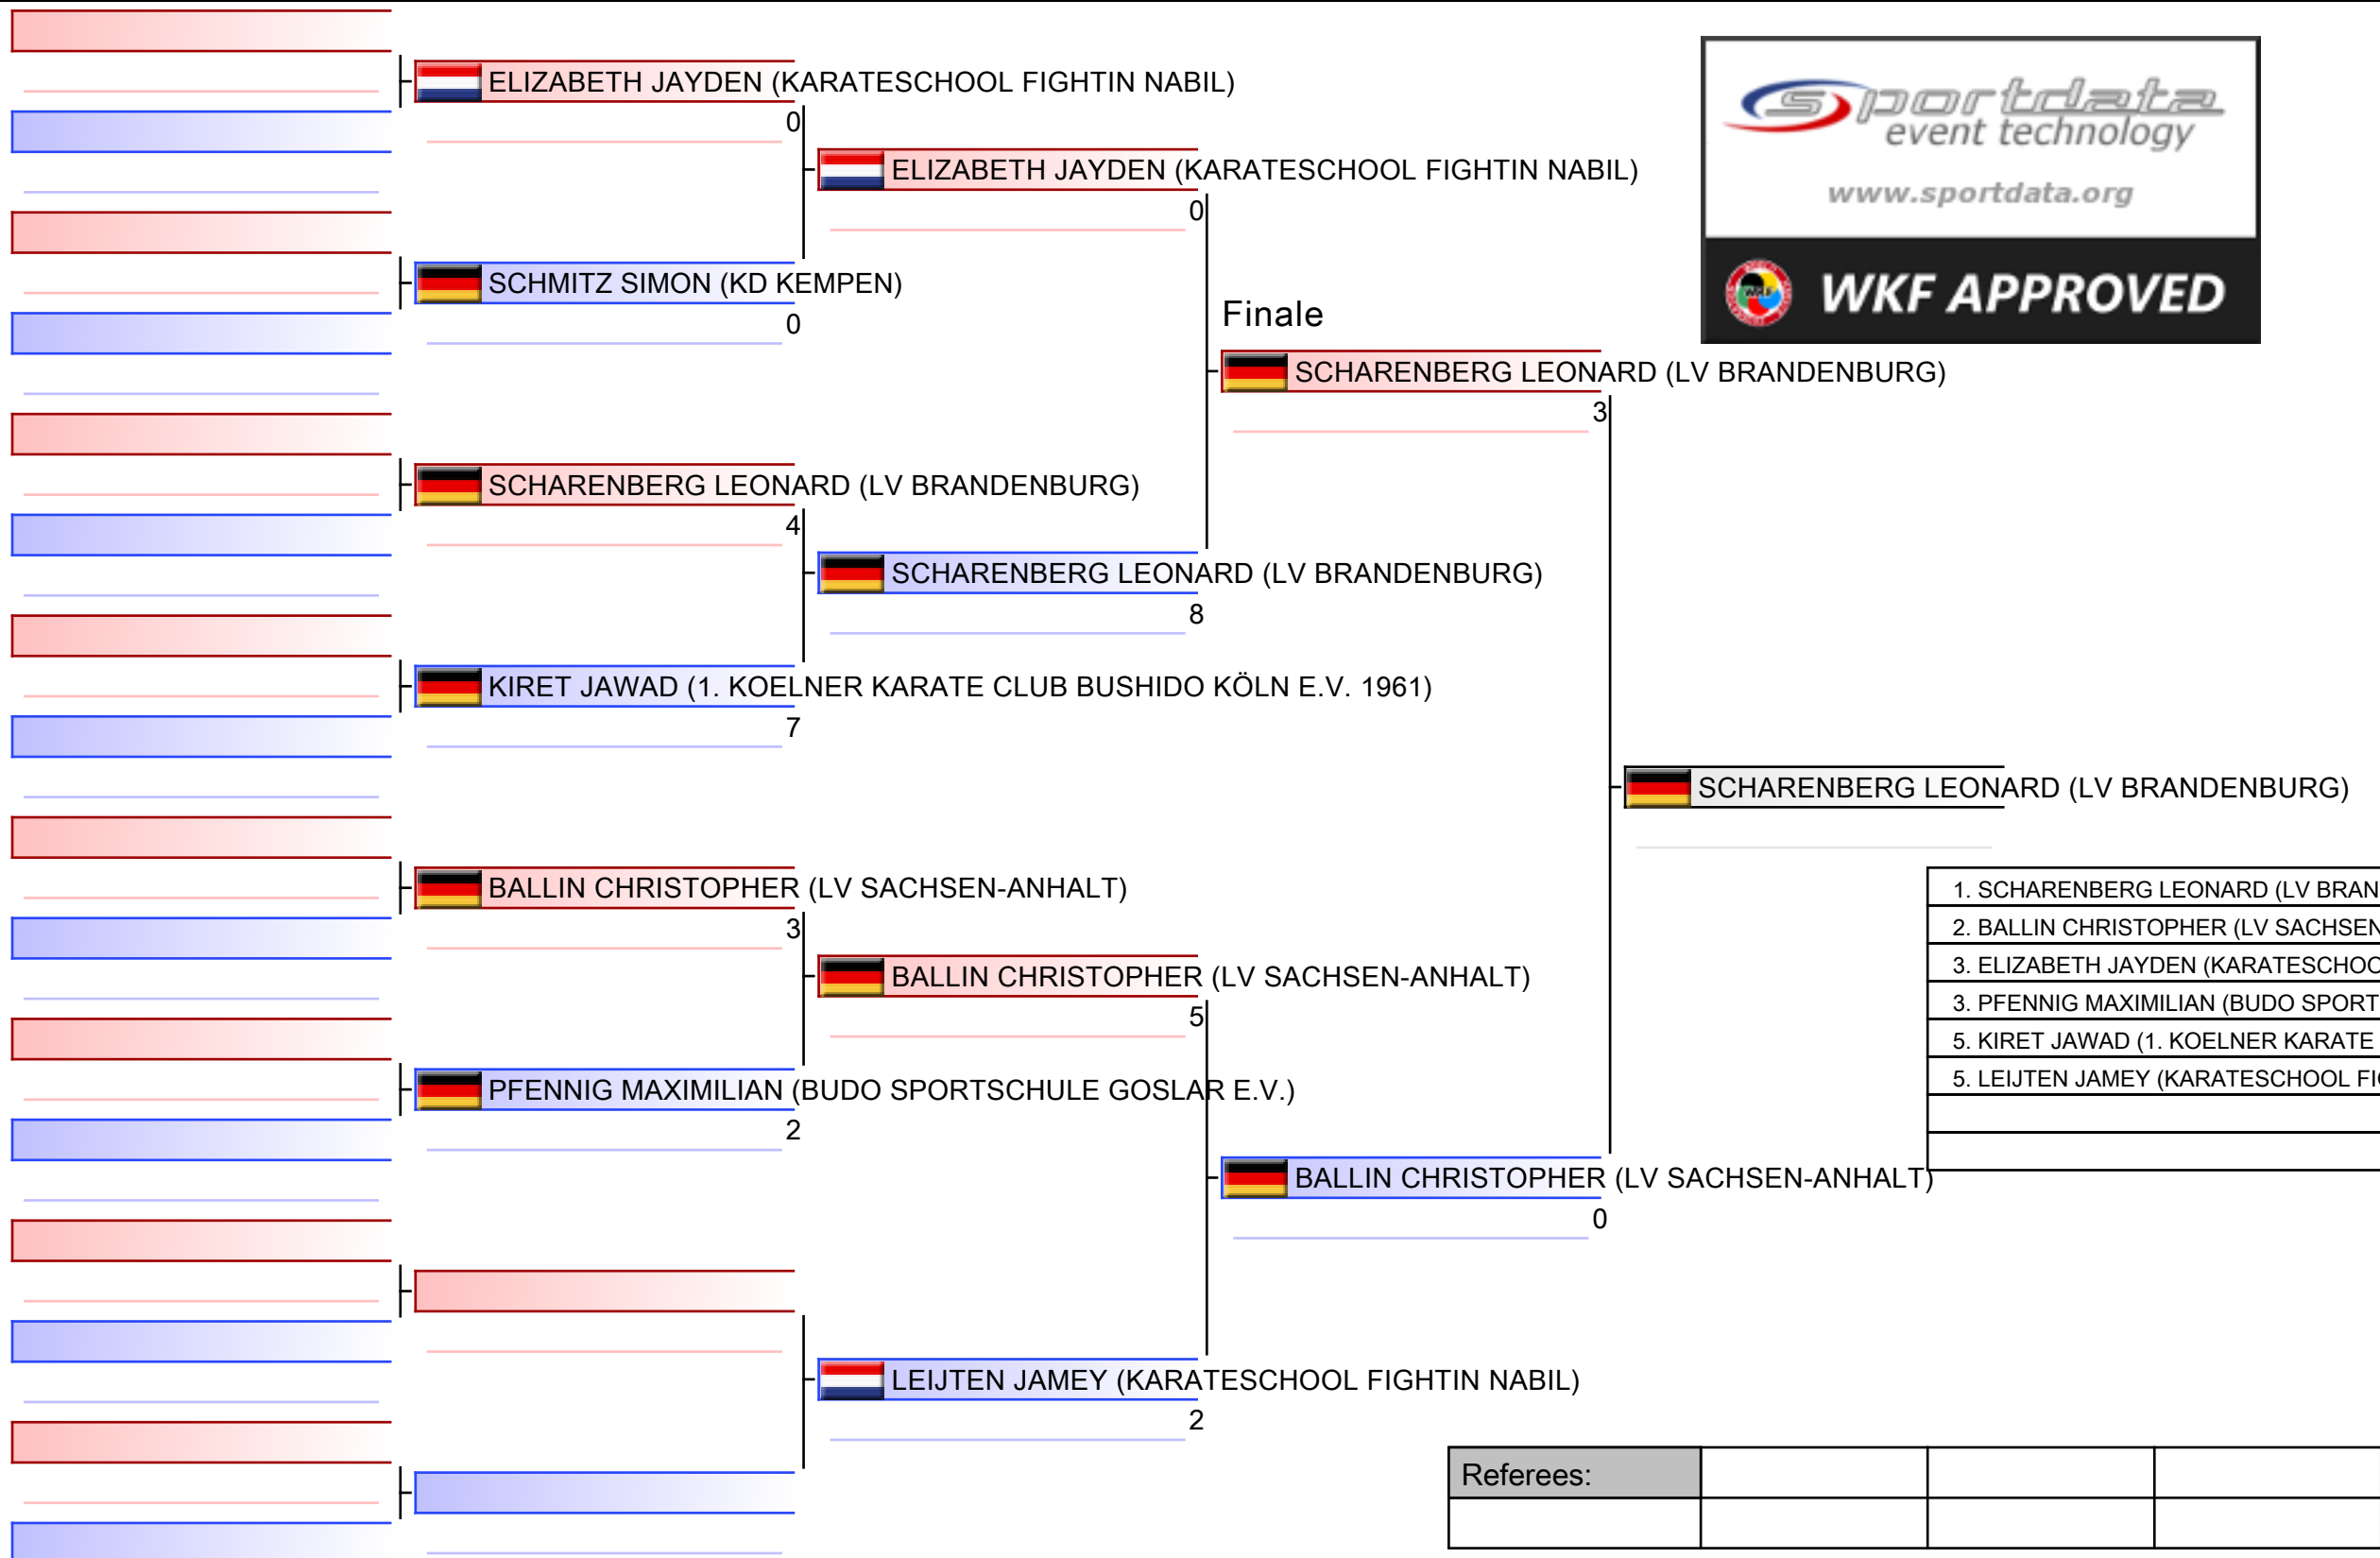 ELIZABETH JAYDEN (KARATESCHOOL FIGHTIN NABIL)
0
SCHMITZ SIMON (KD KEMPEN)
0
SCHARENBERG LEONARD (LV BRANDENBURG)
4
KIRET JAWAD (1. KOELNER KARATE CLUB BUSHIDO KÖLN E.V. 1961)
7
BALLIN CHRISTOPHER (LV SACHSEN-ANHALT)
3
PFENNIG MAXIMILIAN (BUDO SPORTSCHULE GOSLAR E.V.)
2
ELIZABETH JAYDEN (KARATESCHOOL FIGHTIN NABIL)
0
SCHARENBERG LEONARD (LV BRANDENBURG)
8
BALLIN CHRISTOPHER (LV SACHSEN-ANHALT)
5
LEIJTEN JAMEY (KARATESCHOOL FIGHTIN NABIL)
2
Finale
SCHARENBERG LEONARD (LV BRANDENBURG)
3
BALLIN CHRISTOPHER (LV SACHSEN-ANHALT)
0
SCHARENBERG LEONARD (LV BRANDENBURG)
sportdata
event technology
www.sportdata.org
WKF
WKF APPROVED
1. SCHARENBERG LEONARD (LV BRAN
2. BALLIN CHRISTOPHER (LV SACHSEN
3. ELIZABETH JAYDEN (KARATESCHOO
3. PFENNIG MAXIMILIAN (BUDO SPORT
5. KIRET JAWAD (1. KOELNER KARATE
5. LEIJTEN JAMEY (KARATESCHOOL FI
Referees: